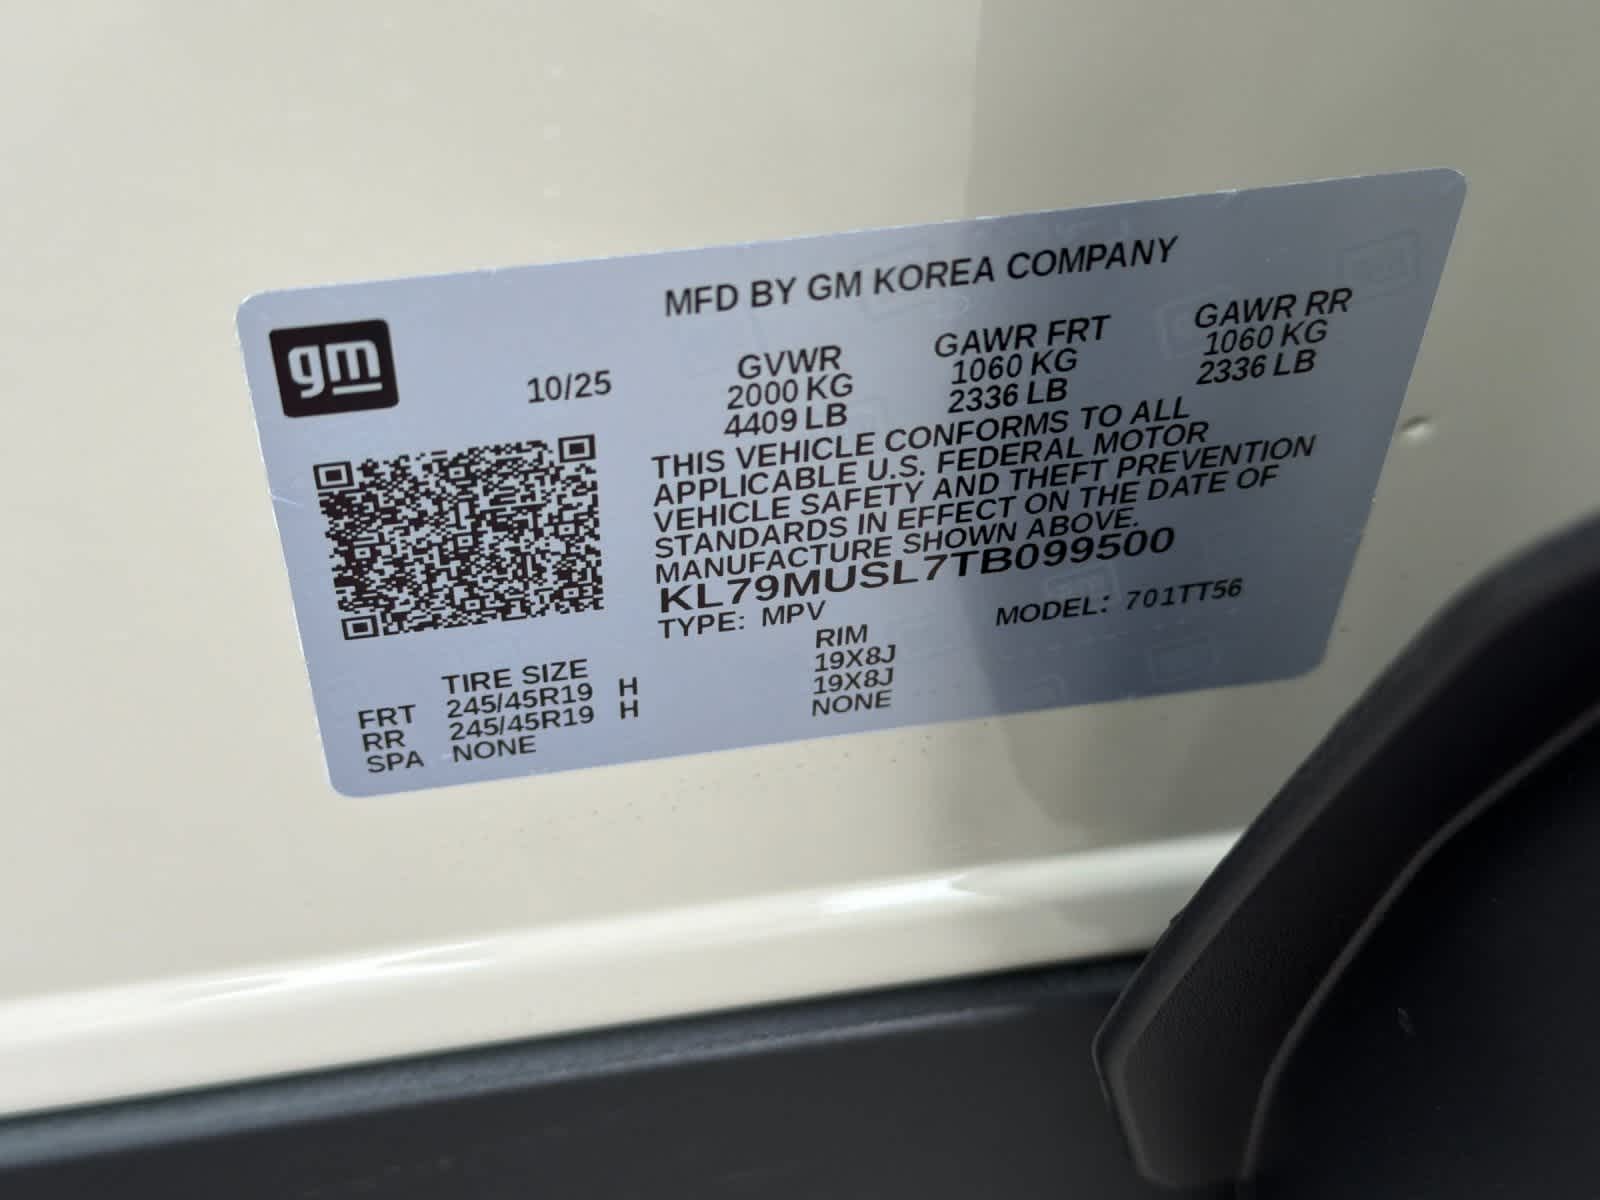 MFD BY GM KOREA COMPANY
gm
10/25
GVWR GAWR FRT GAWR RR
2000 KG 1060 KG 1060 KG
4409 LB 2336 LB 2336 LB
THIS VEHICLE CONFORMS TO ALL
APPLICABLE U.S. FEDERAL MOTOR
VEHICLE SAFETY AND THEFT PREVENTION
STANDARDS IN EFFECT ON THE DATE OF
MANUFACTURE SHOWN ABOVE.
KL79MUSL7TB099500
TYPE: MPV MODEL: 701TT56
TIRE SIZE RIM
FRT 245/45R19 H 19X8J
RR 245/45R19 H 19X8J
SPA NONE NONE